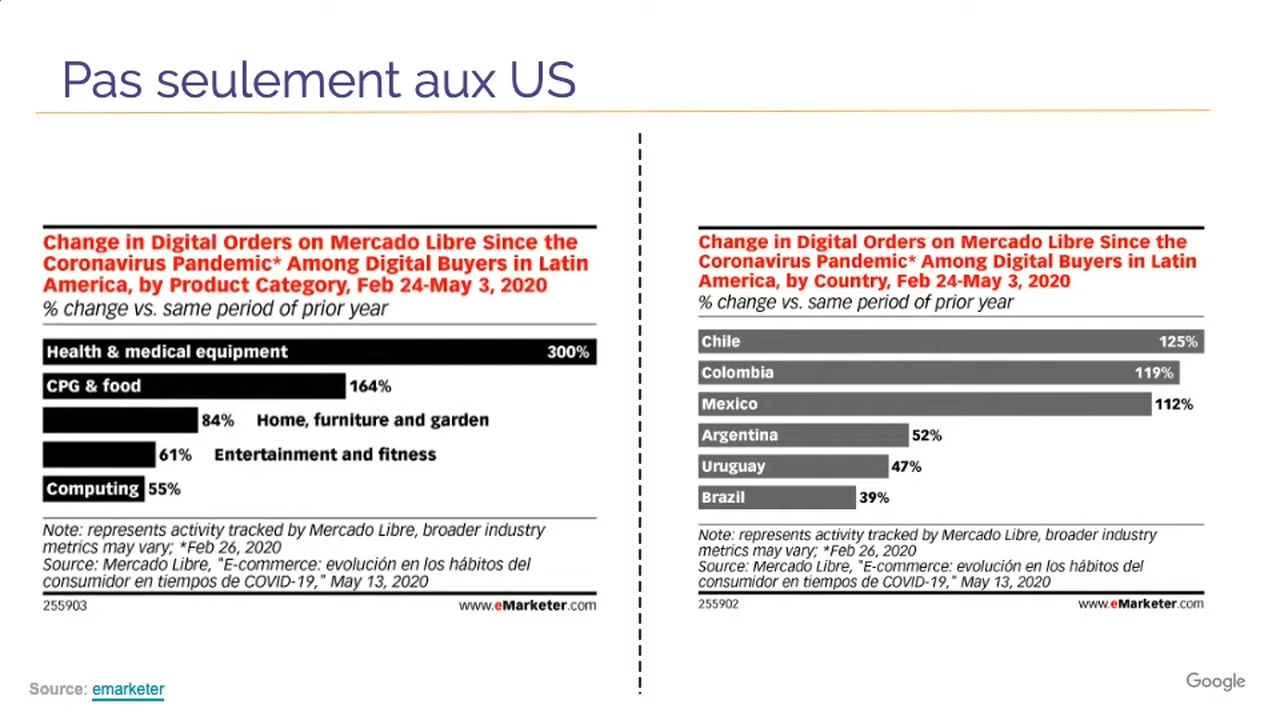 Pas seulement aux US
Change in Digital Orders on Mercado Libre Since the
Coronavirus Pandemic* Among Digital Buyers in Latin
America, by Product Category, Feb 24-May 3, 2020
% change vs. same period of prior year
Health & medical equipment 300%
CPG & food 164%
84% Home, furniture and garden
61% Entertainment and fitness
Computing 55%
Note: represents activity tracked by Mercado Libre, broader industry
metrics may vary; *Feb 26, 2020
Source: Mercado Libre, "E-commerce: evolución en los hábitos del
consumidor en tiempos de COVID-19," May 13, 2020
255903 www.eMarketer.com
Change in Digital Orders on Mercado Libre Since the
Coronavirus Pandemic* Among Digital Buyers in Latin
America, by Country, Feb 24-May 3, 2020
% change vs. same period of prior year
Chile 125%
Colombia 119%
Mexico 112%
Argentina 52%
Uruguay 47%
Brazil 39%
Note: represents activity tracked by Mercado Libre, broader industry
metrics may vary; *Feb 26, 2020
Source: Mercado Libre, "E-commerce: evolución en los hábitos del
consumidor en tiempos de COVID-19," May 13, 2020
255902 www.eMarketer.com
Source: emarketer
Google